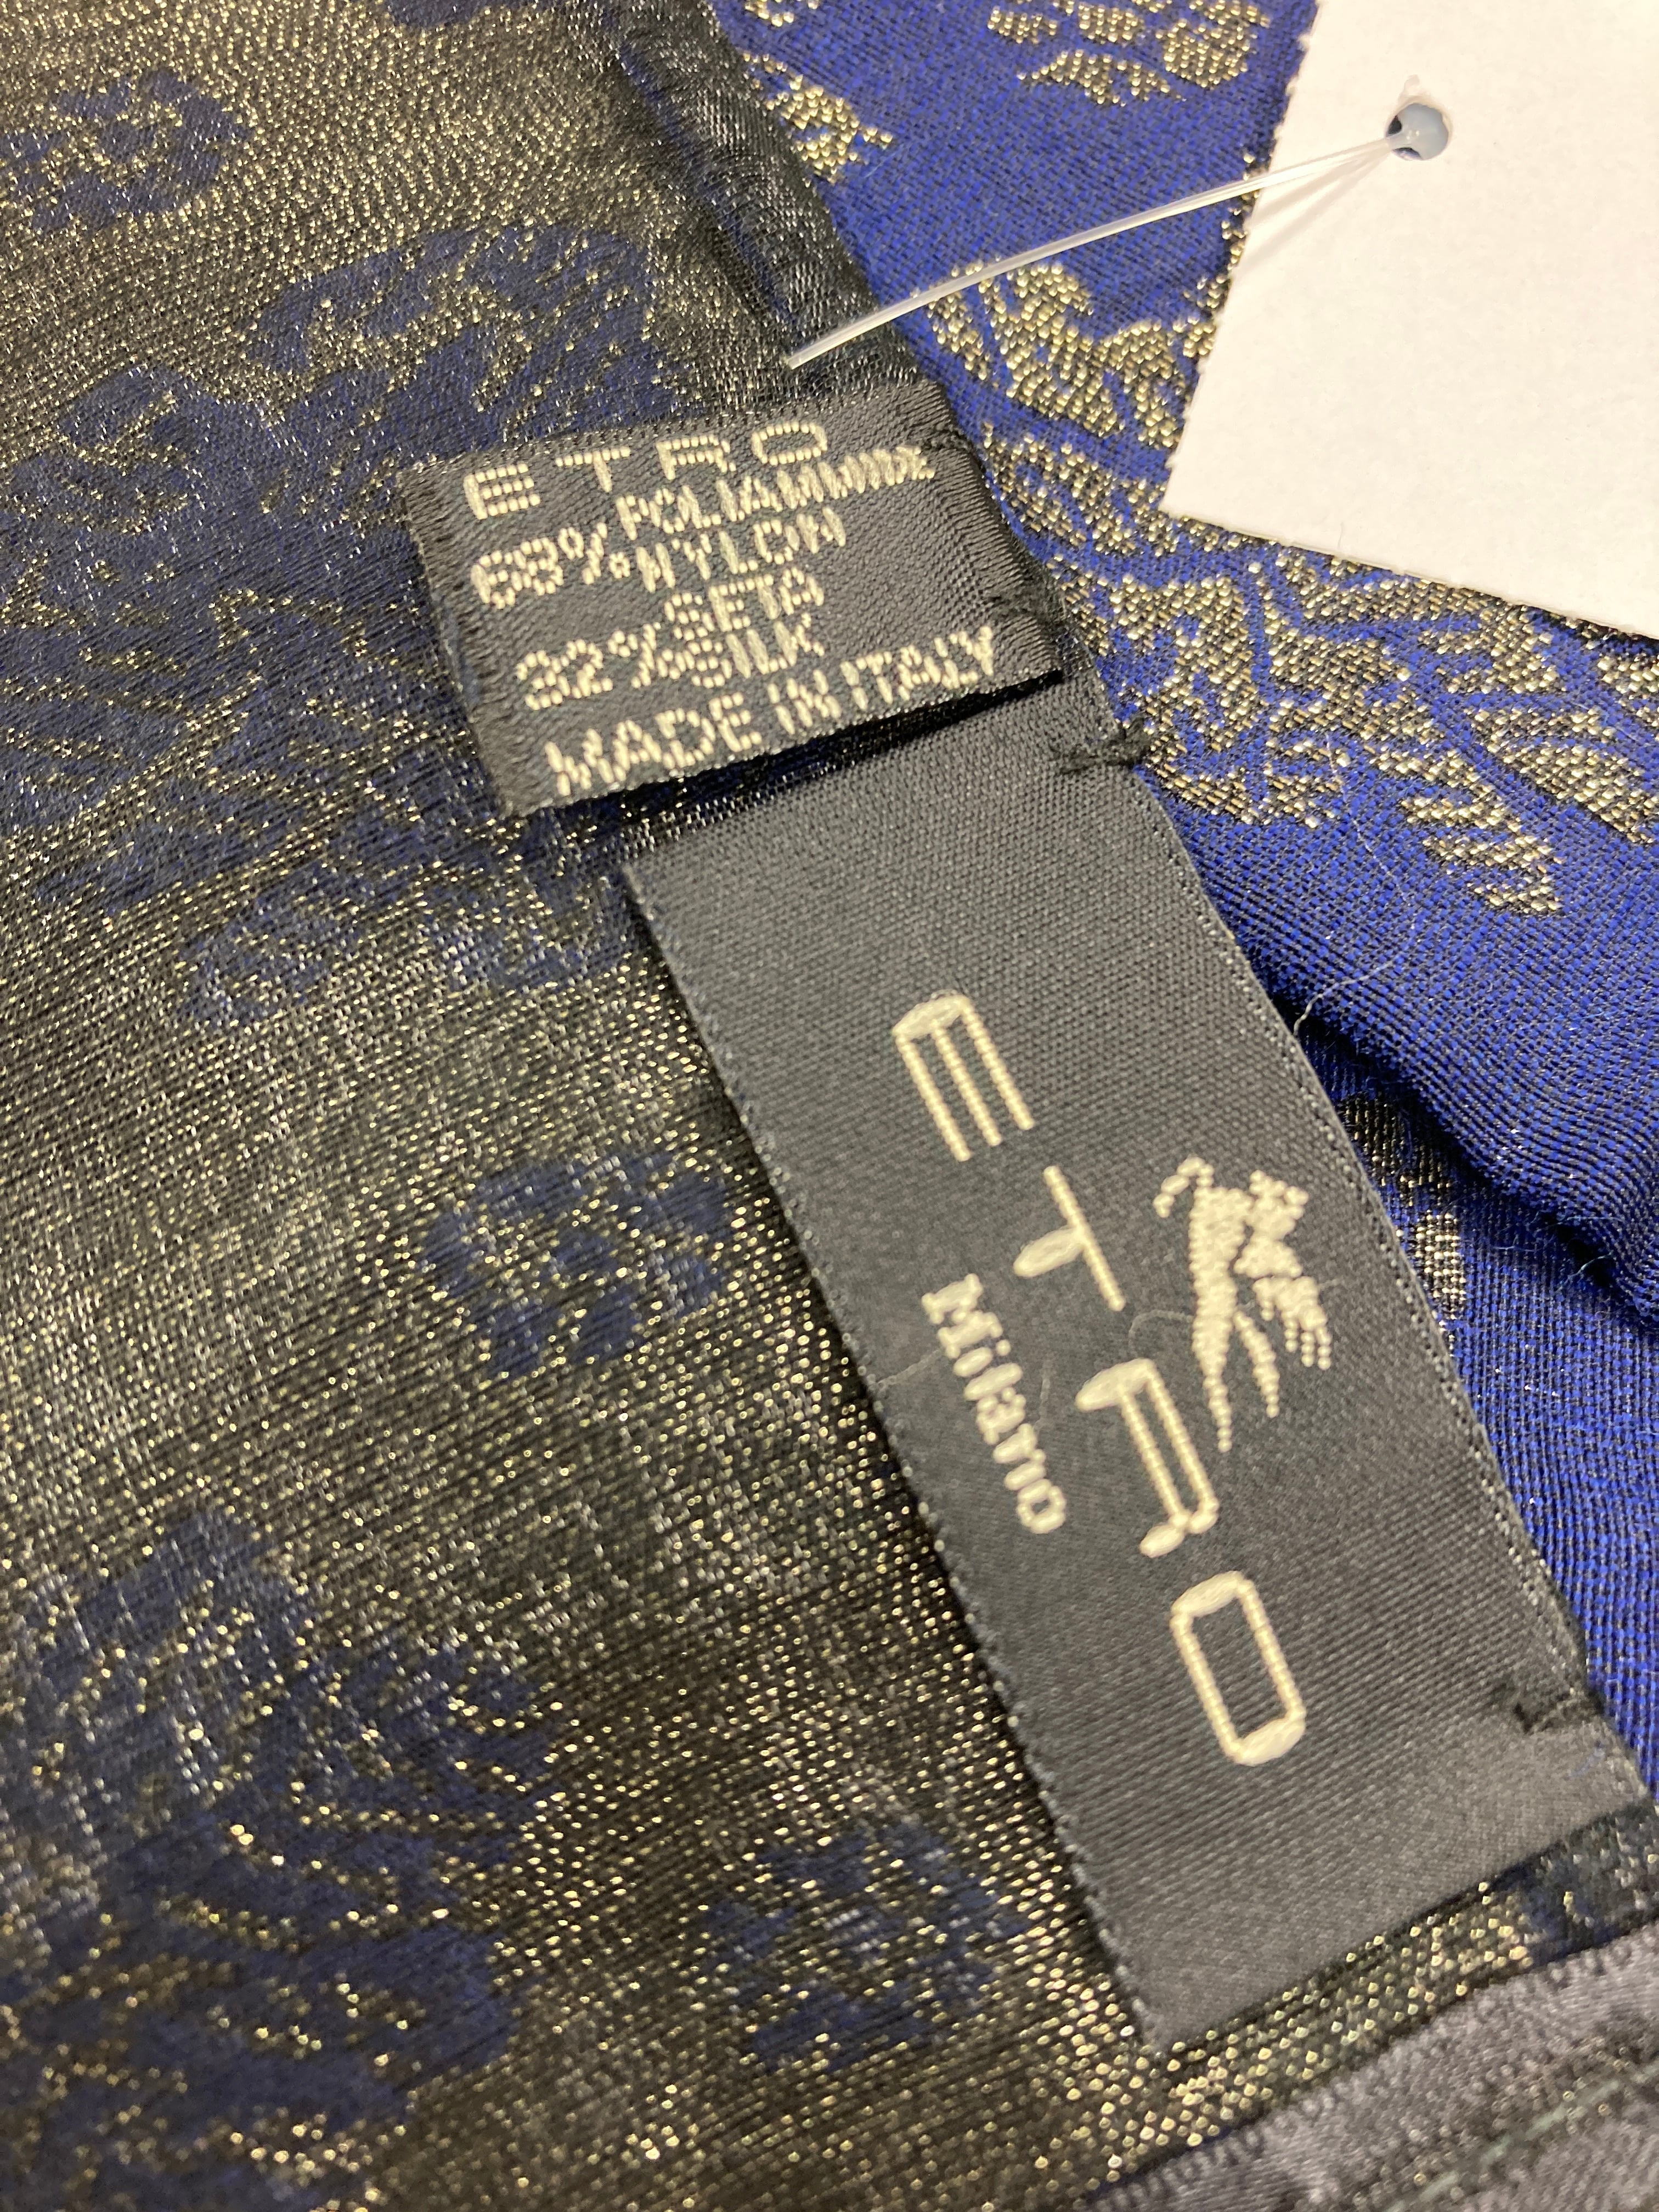 ETRO
POLIAMMIDE
68% NYLON
SETA
32% SILK
MADE IN ITALY
ETRO
Milano